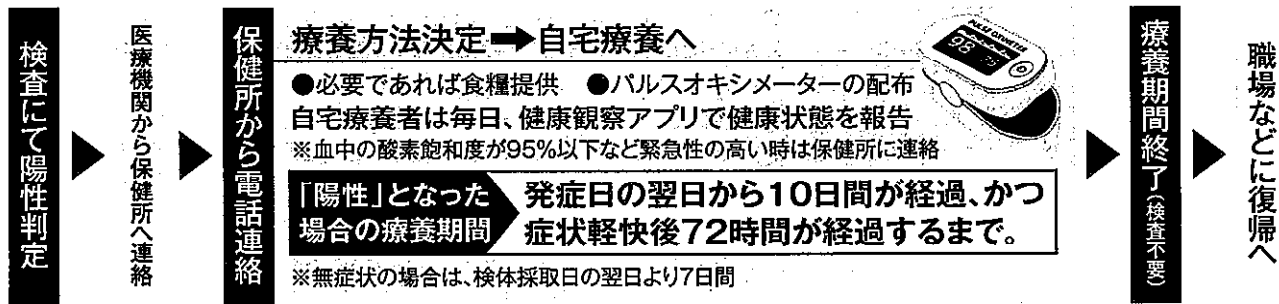 検査にて陽性判定
医療機関から保健所へ連絡
保健所から電話連絡
療養方法決定➡自宅療養へ
●必要であれば食糧提供 ●パルスオキシメーターの配布
自宅療養者は毎日、健康観察アプリで健康状態を報告
※血中の酸素飽和度が95%以下など緊急性の高い時は保健所に連絡
PULSE OXIMETER
98 75
「陽性」となった
場合の療養期間
発症日の翌日から10日間が経過、かつ
症状軽快後72時間が経過するまで。
※無症状の場合は、検体採取日の翌日より7日間
療養期間終了(検査不要)
職場などに復帰へ